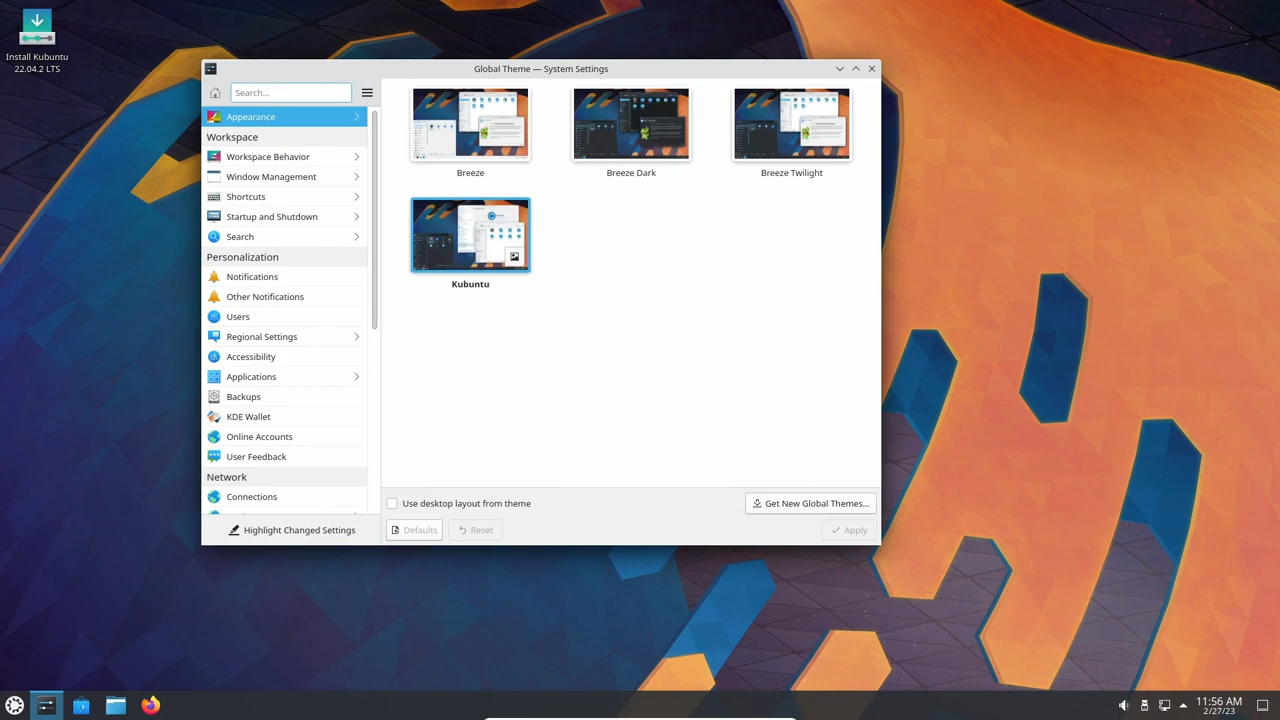 Install Kubuntu
22.04.2 LTS
Global Theme — System Settings
Search...
Appearance
Workspace
Workspace Behavior
Window Management
Shortcuts
Startup and Shutdown
Search
Personalization
Notifications
Other Notifications
Users
Regional Settings
Accessibility
Applications
Backups
KDE Wallet
Online Accounts
User Feedback
Network
Connections
Highlight Changed Settings
Breeze
Breeze Dark
Breeze Twilight
Kubuntu
Use desktop layout from theme
Get New Global Themes...
Defaults
Reset
Apply
11:56 AM
2/27/23